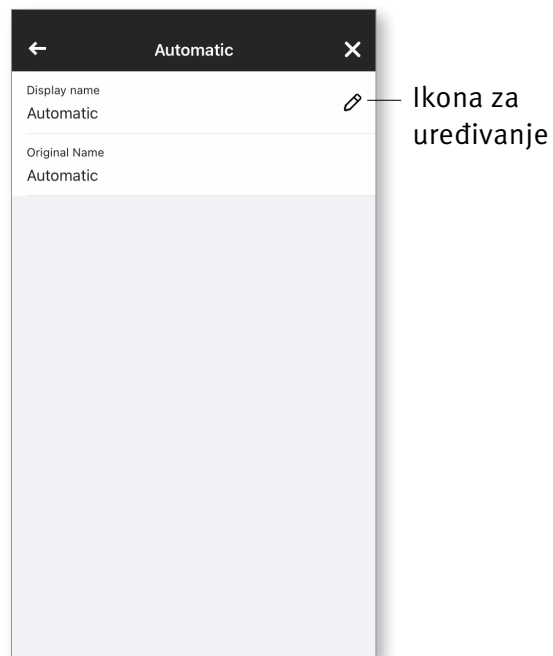 Automatic
Display name
Automatic
Original Name
Automatic
Ikona za
uređivanje